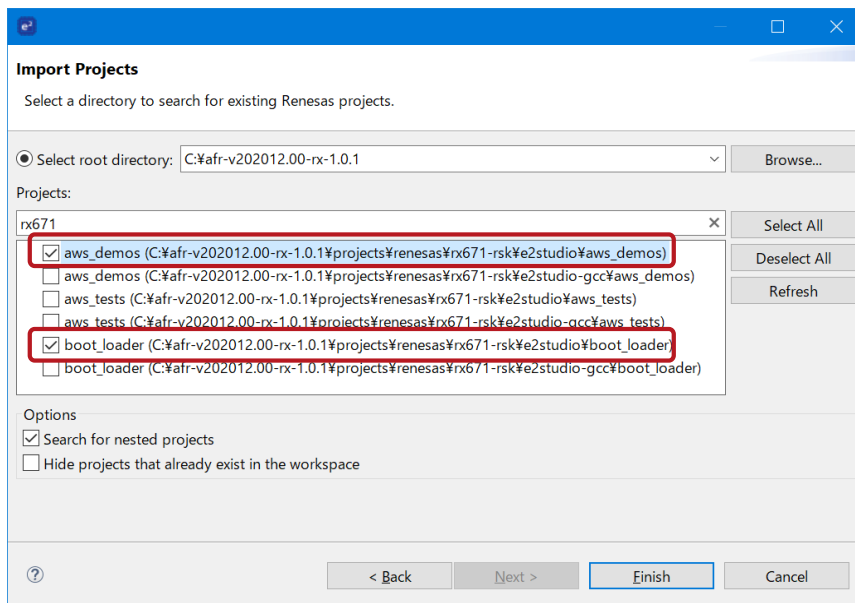 e²
Import Projects
Select a directory to search for existing Renesas projects.
Select root directory: C:¥afr-v202012.00-rx-1.0.1 Browse...
Projects:
rx671 Select All
aws_demos (C:¥afr-v202012.00-rx-1.0.1¥projects¥renesas¥rx671-rsk¥e2studio¥aws_demos) Deselect All
aws_demos (C:¥afr-v202012.00-rx-1.0.1¥projects¥renesas¥rx671-rsk¥e2studio-gcc¥aws_demos)
aws_tests (C:¥afr-v202012.00-rx-1.0.1¥projects¥renesas¥rx671-rsk¥e2studio¥aws_tests) Refresh
aws_tests (C:¥afr-v202012.00-rx-1.0.1¥projects¥renesas¥rx671-rsk¥e2studio-gcc¥aws_tests)
boot_loader (C:¥afr-v202012.00-rx-1.0.1¥projects¥renesas¥rx671-rsk¥e2studio¥boot_loader)
boot_loader (C:¥afr-v202012.00-rx-1.0.1¥projects¥renesas¥rx671-rsk¥e2studio-gcc¥boot_loader)
Options
Search for nested projects
Hide projects that already exist in the workspace
? < Back Next > Finish Cancel